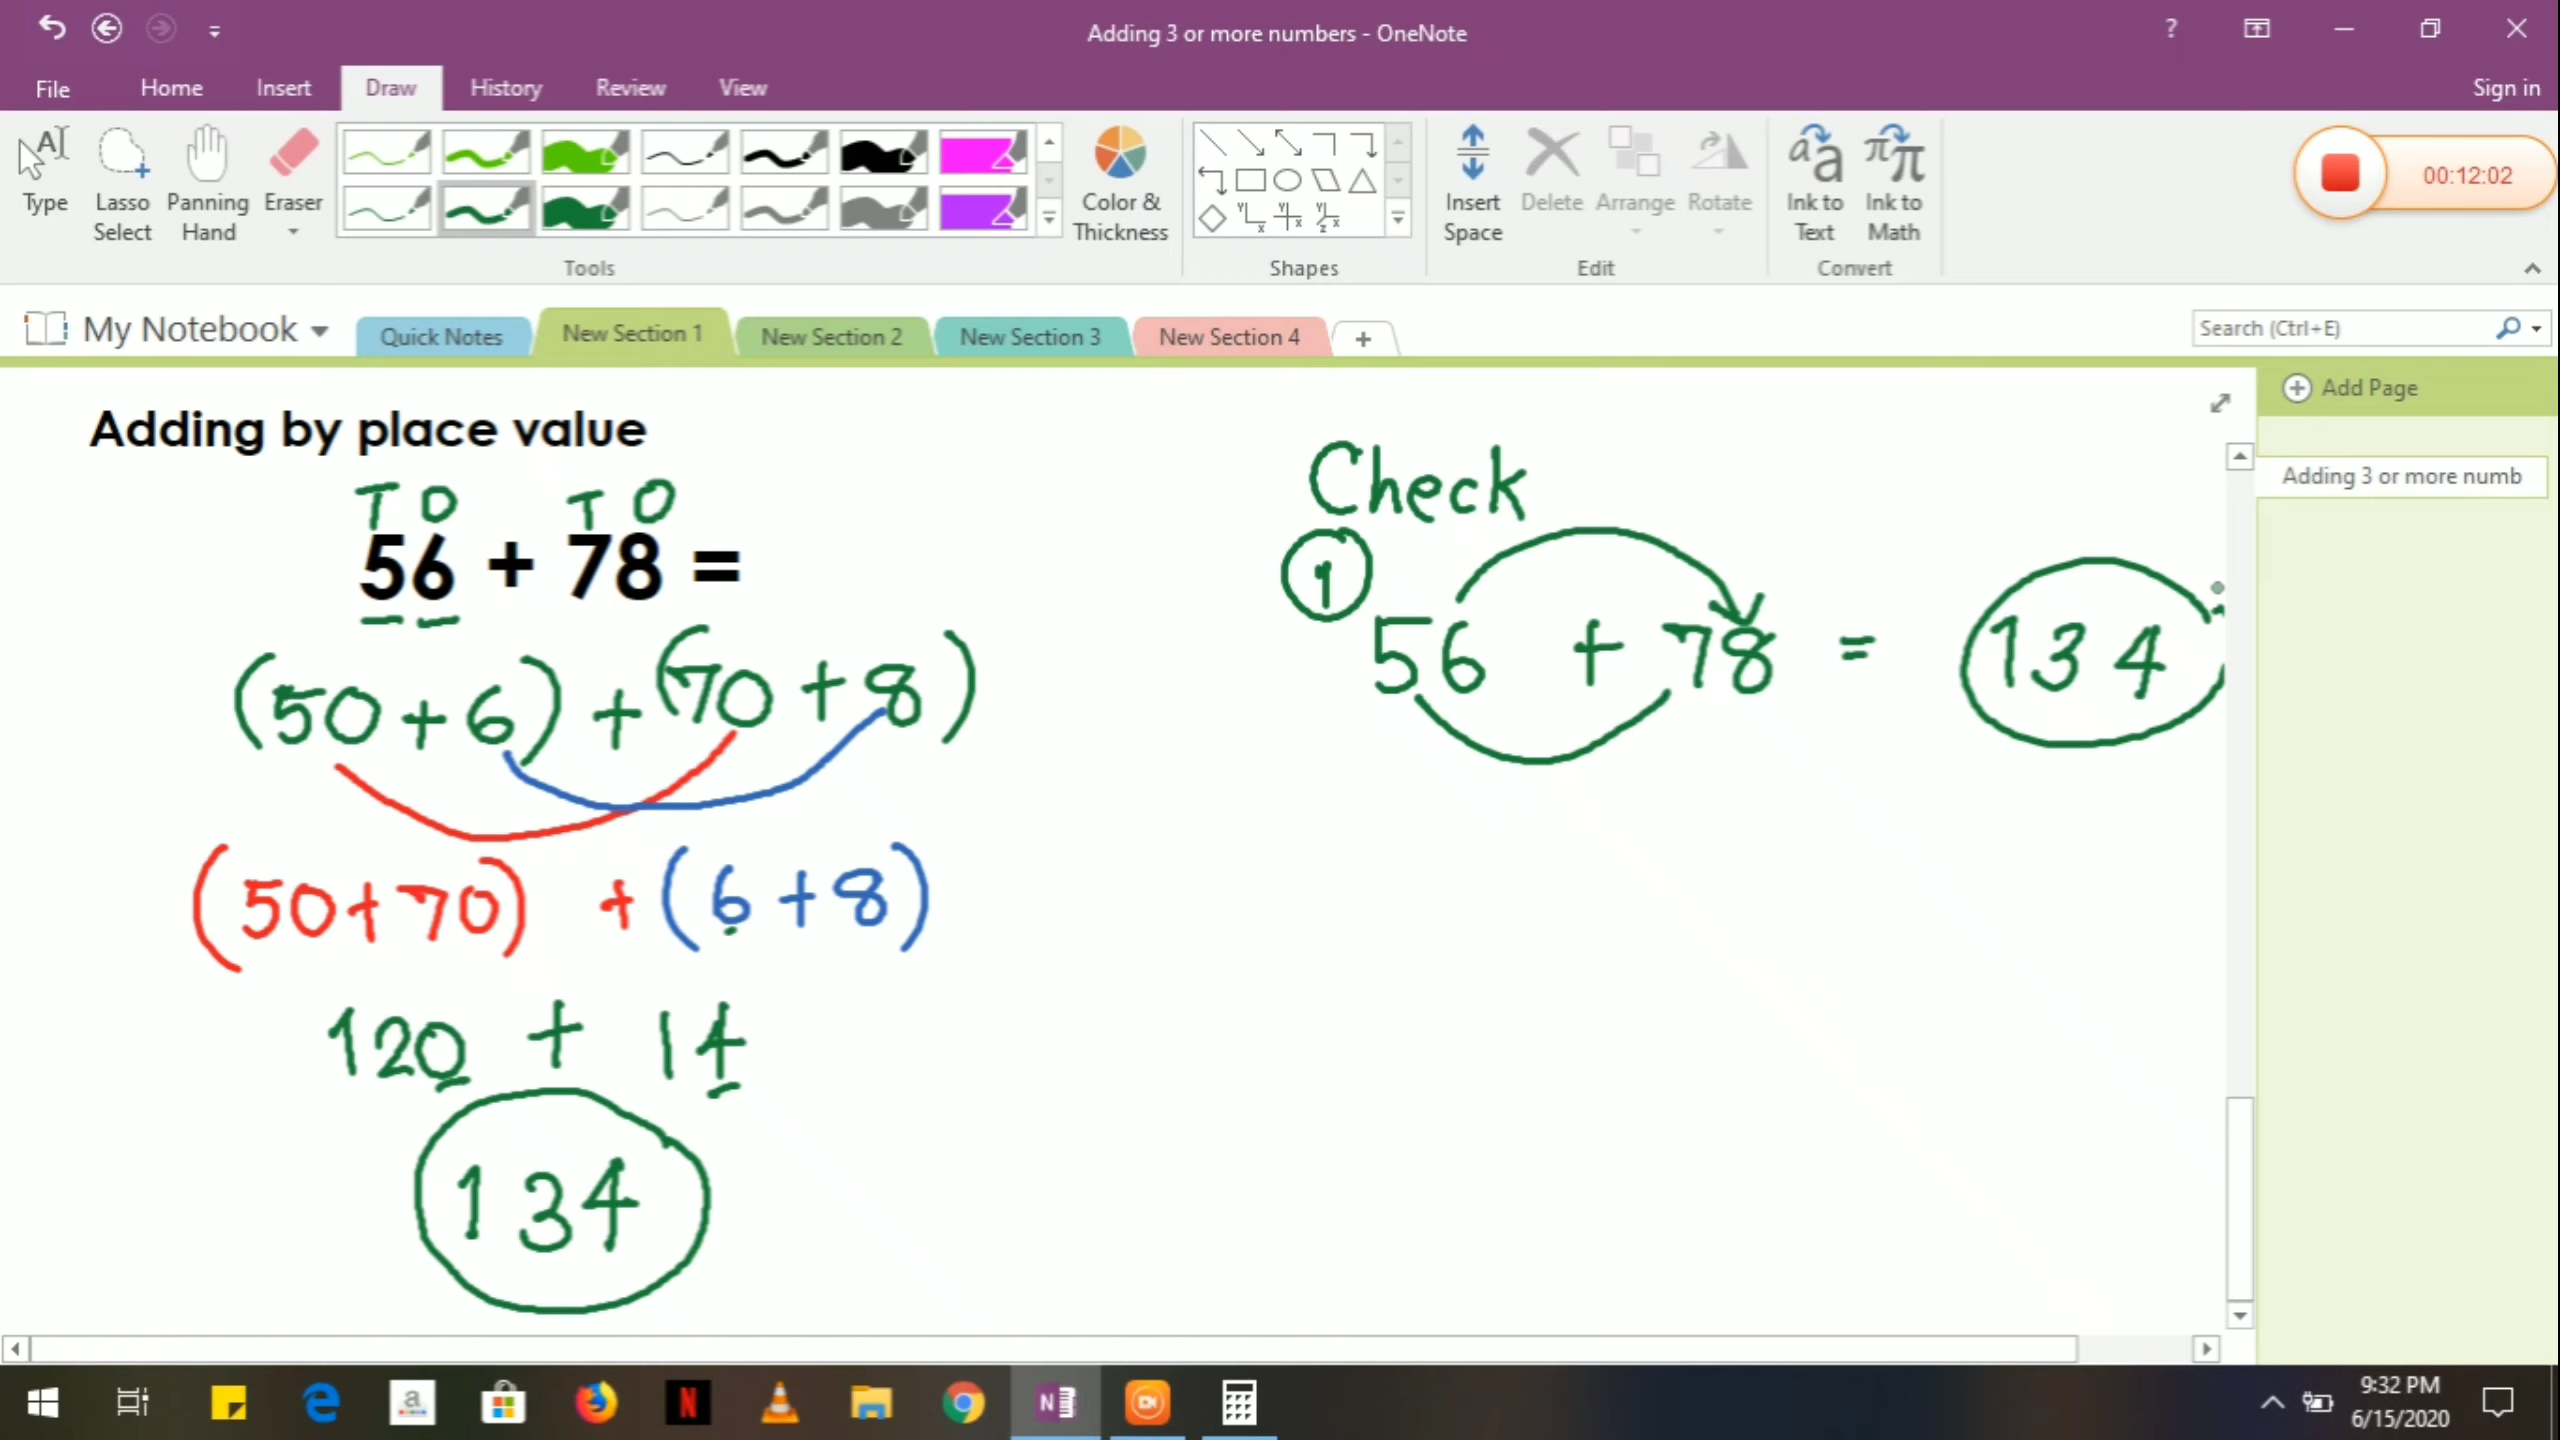 Adding 3 or more numbers - OneNote
?
File Home Insert Draw History Review View Sign in
Type Lasso Select Panning Hand Eraser Color & Thickness Insert Space Delete Arrange Rotate Ink to Text Ink to Math
00:12:02
Tools Shapes Edit Convert
My Notebook Quick Notes New Section 1 New Section 2 New Section 3 New Section 4 + Search (Ctrl+E)
Add Page
Adding 3 or more numb
Adding by place value
T O T O
56 + 78 =
(50 + 6) + (70 + 8)
(50+70) + (6+8)
120 + 14
134
Check
1
56 + 78 = 134
9:32 PM
6/15/2020